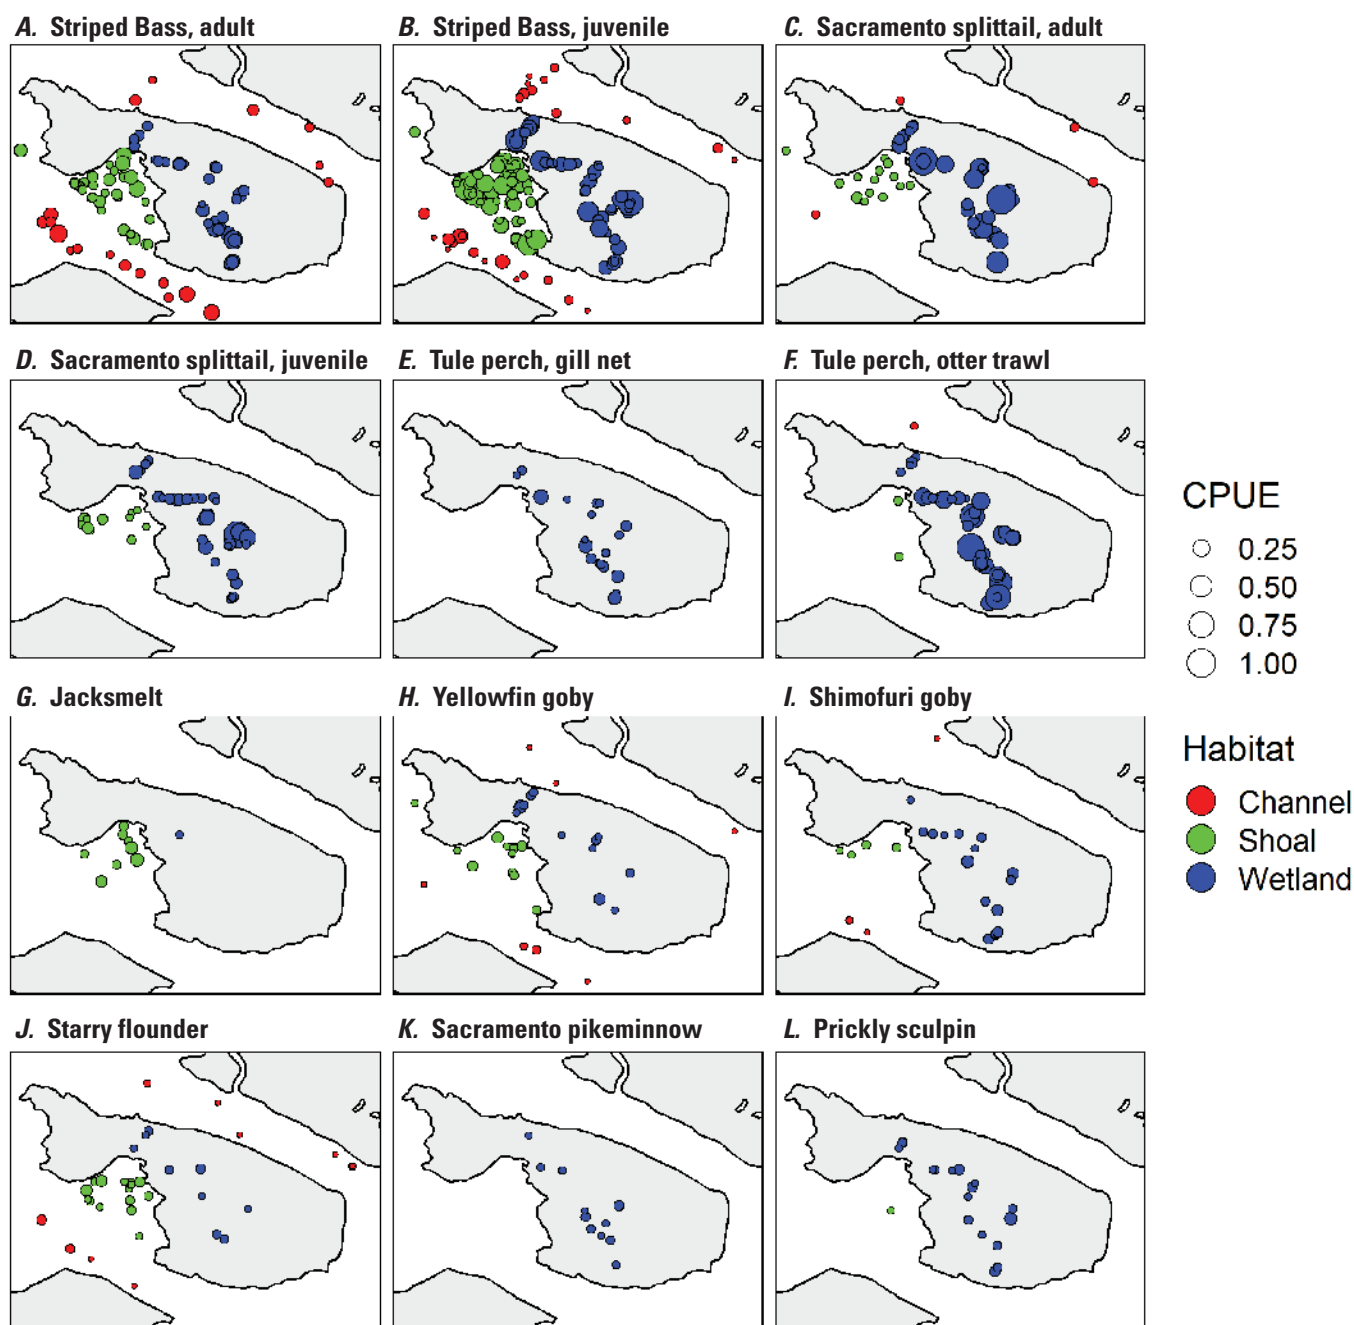 A. Striped Bass, adult
B. Striped Bass, juvenile
C. Sacramento splittail, adult
D. Sacramento splittail, juvenile
E. Tule perch, gill net
F. Tule perch, otter trawl
CPUE
0.25
0.50
0.75
1.00
G. Jacksmelt
H. Yellowfin goby
I. Shimofuri goby
Habitat
Channel
Shoal
Wetland
J. Starry flounder
K. Sacramento pikeminnow
L. Prickly sculpin